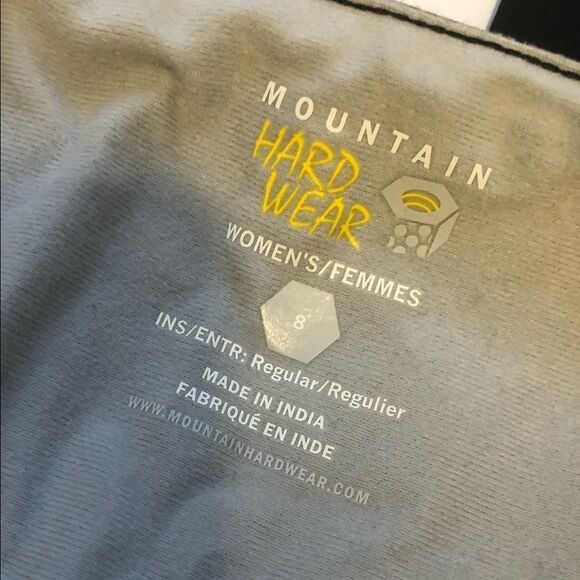 MOUNTAIN
HARD
WEAR
WOMEN'S/FEMMES
8
INS/ENTR: Regular/Regulier
MADE IN INDIA
FABRIQUÉ EN INDE
WWW.MOUNTAINHARDWEAR.COM